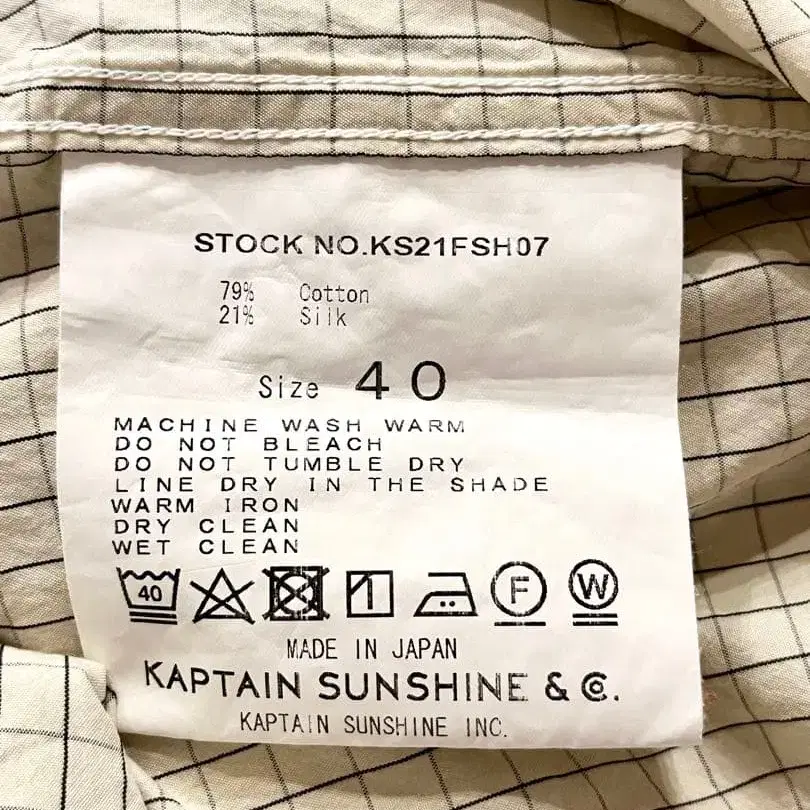 STOCK NO.KS21FSH07
79% Cotton
21% Silk
Size 40
MACHINE WASH WARM
DO NOT BLEACH
DO NOT TUMBLE DRY
LINE DRY IN THE SHADE
WARM IRON
DRY CLEAN
WET CLEAN
40 F W
MADE IN JAPAN
KAPTAIN SUNSHINE & Co.
KAPTAIN SUNSHINE INC.